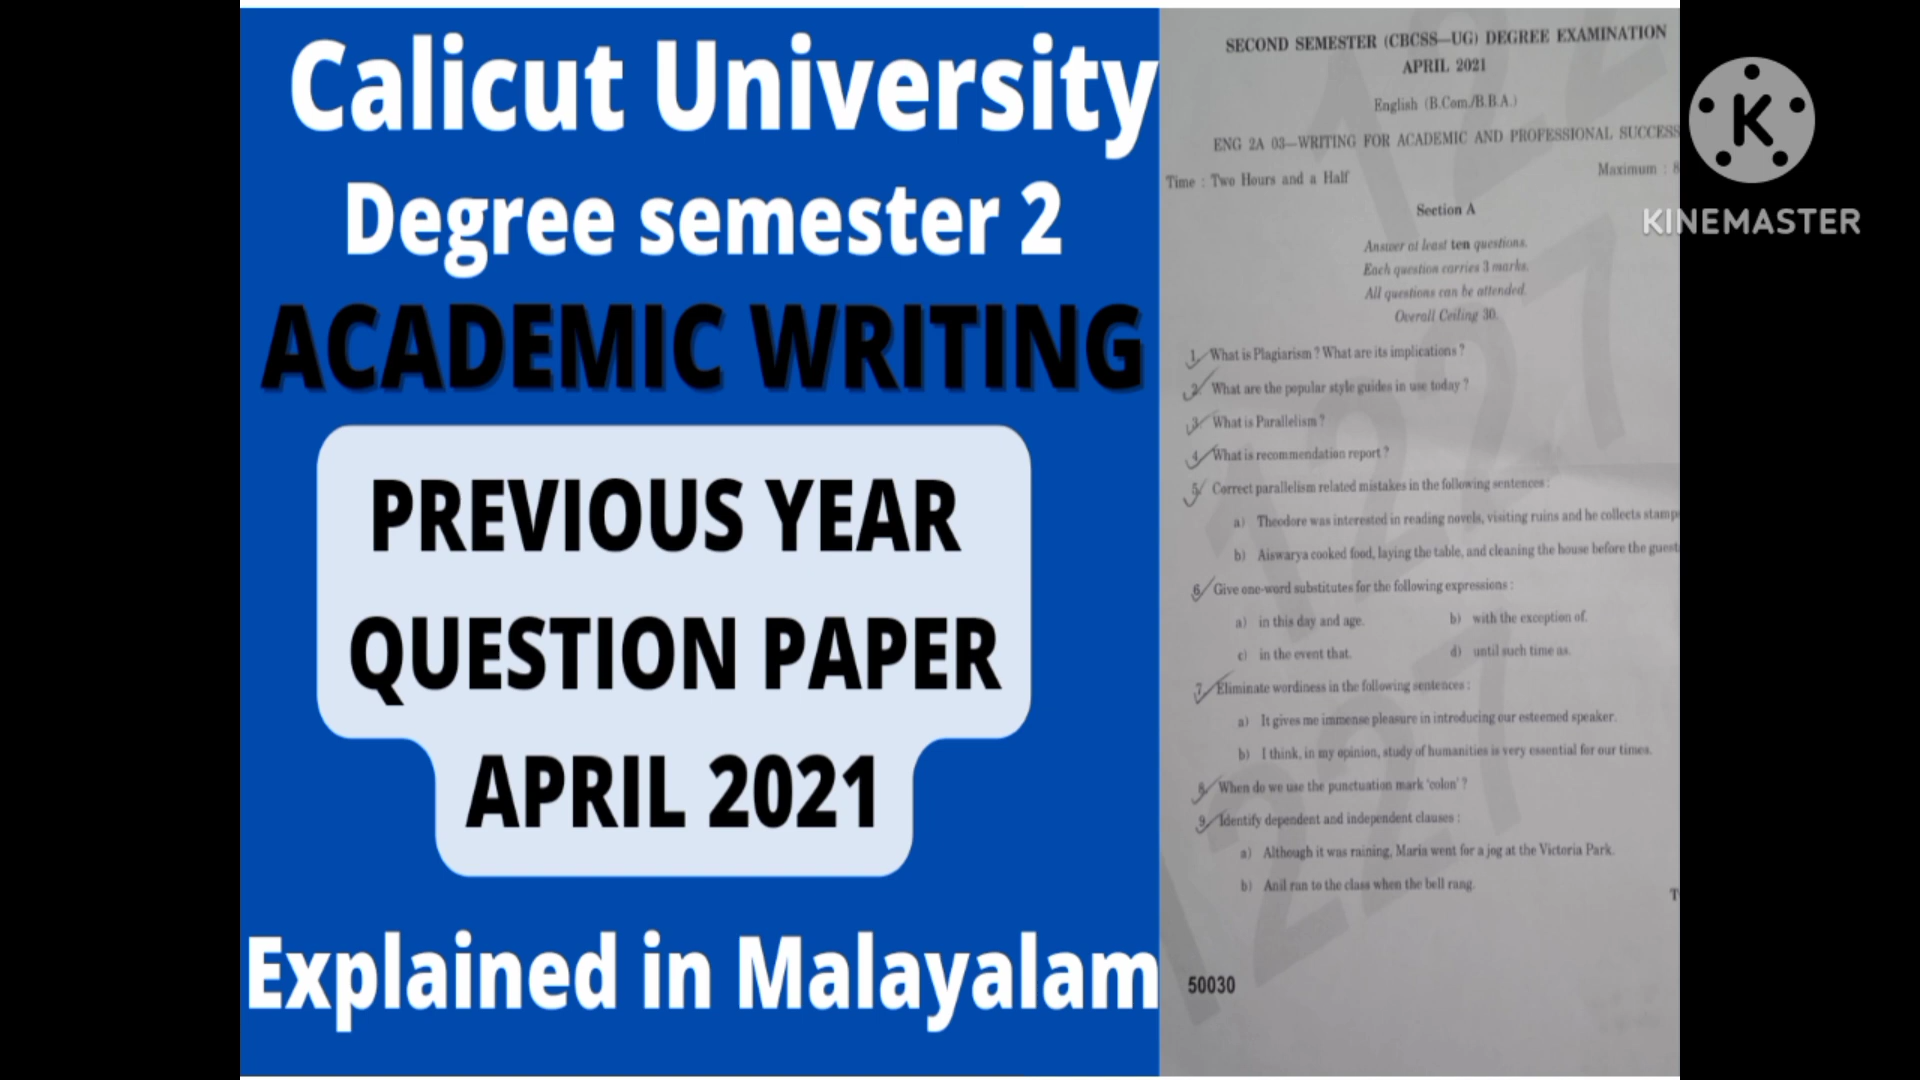 Calicut University
Degree semester 2
ACADEMIC WRITING
PREVIOUS YEAR
QUESTION PAPER
APRIL 2021
Explained in Malayalam
SECOND SEMESTER (CBCSS—UG) DEGREE EXAMINATION
APRIL 2021
English (B.Com./B.B.A.)
ENG 2A 03—WRITING FOR ACADEMIC AND PROFESSIONAL SUCCESS
Time : Two Hours and a Half
Maximum : 8
Section A
Answer at least ten questions.
Each question carries 3 marks.
All questions can be attended.
Overall Ceiling 30.
1. What is Plagiarism ? What are its implications ?
2. What are the popular style guides in use today ?
3. What is Parallelism ?
4. What is recommendation report ?
5. Correct parallelism related mistakes in the following sentences :
a) Theodore was interested in reading novels, visiting ruins and he collects stamp
b) Aiswarya cooked food, laying the table, and cleaning the house before the guest
6. Give one-word substitutes for the following expressions :
a) in this day and age. b) with the exception of.
c) in the event that. d) until such time as.
7. Eliminate wordiness in the following sentences :
a) It gives me immense pleasure in introducing our esteemed speaker.
b) I think, in my opinion, study of humanities is very essential for our times.
8. When do we use the punctuation mark 'colon' ?
9. Identify dependent and independent clauses :
a) Although it was raining, Maria went for a jog at the Victoria Park.
b) Anil ran to the class when the bell rang.
T
50030
K
KINEMASTER